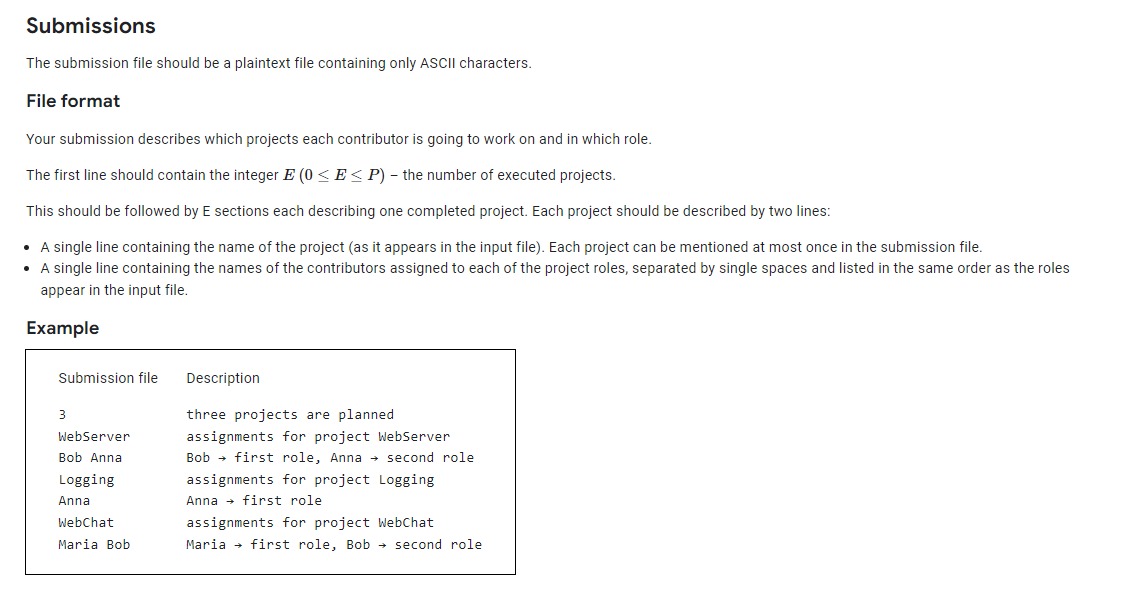 Submissions
The submission file should be a plaintext file containing only ASCII characters.
File format
Your submission describes which projects each contributor is going to work on and in which role.
The first line should contain the integer E (0 ≤ E ≤ P) – the number of executed projects.
This should be followed by E sections each describing one completed project. Each project should be described by two lines:
• A single line containing the name of the project (as it appears in the input file). Each project can be mentioned at most once in the submission file.
• A single line containing the names of the contributors assigned to each of the project roles, separated by single spaces and listed in the same order as the roles
appear in the input file.
Example
Submission file Description
3 three projects are planned
WebServer assignments for project WebServer
Bob Anna Bob → first role, Anna → second role
Logging assignments for project Logging
Anna Anna → first role
WebChat assignments for project WebChat
Maria Bob Maria → first role, Bob → second role